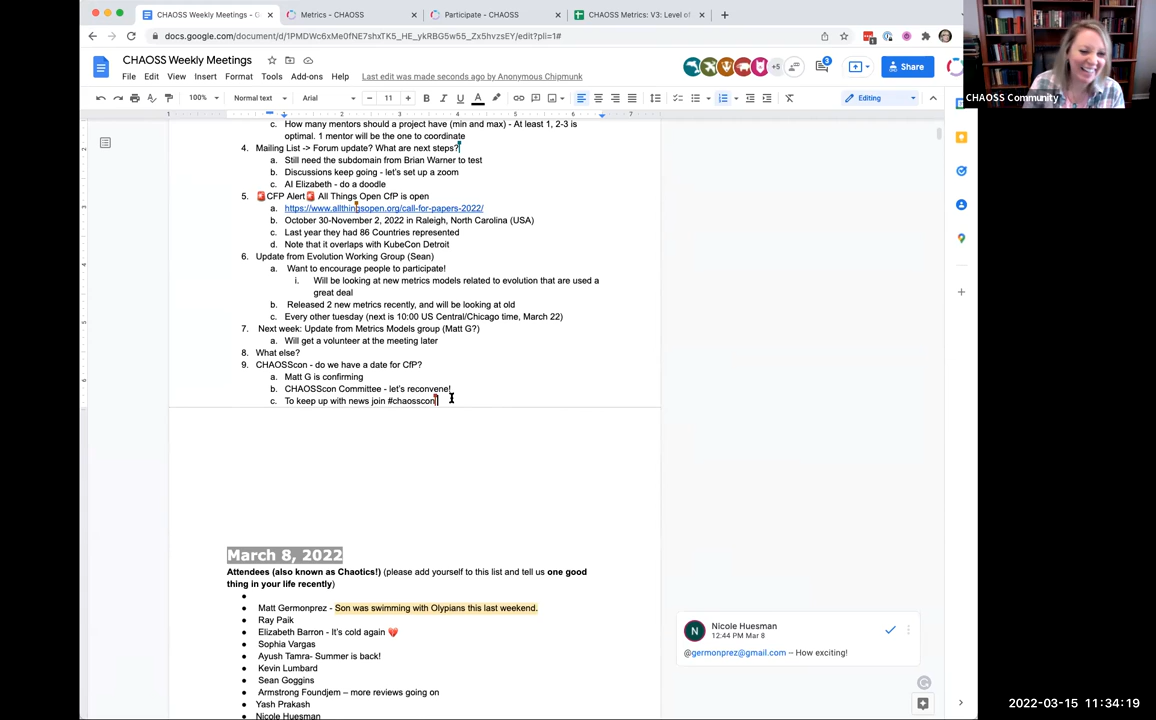 CHAOSS Weekly Meetings - G
Metrics - CHAOSS
Participate - CHAOSS
CHAOSS Metrics: V3: Level of
docs.google.com/document/d/1PMDWc6xMe0fNE7shxTK5_HE_ykRBG5w55_Zx5hvzsEY/edit?pli=1#
CHAOSS Weekly Meetings
File Edit View Insert Format Tools Add-ons Help Last edit was made seconds ago by Anonymous Chipmunk
+5
3
Share
100% Normal text Arial 11 Editing
c. How many mentors should a project have (min and max) - At least 1, 2-3 is
optimal. 1 mentor will be the one to coordinate
4. Mailing List -> Forum update? What are next steps?
a. Still need the subdomain from Brian Warner to test
b. Discussions keep going - let's set up a zoom
c. AI Elizabeth - do a doodle
5. 🚨CFP Alert🚨 All Things Open CfP is open
a. https://www.allthingsopen.org/call-for-papers-2022/
b. October 30-November 2, 2022 in Raleigh, North Carolina (USA)
c. Last year they had 86 Countries represented
d. Note that it overlaps with KubeCon Detroit
6. Update from Evolution Working Group (Sean)
a. Want to encourage people to participate!
i. Will be looking at new metrics models related to evolution that are used a
great deal
b. Released 2 new metrics recently, and will be looking at old
c. Every other tuesday (next is 10:00 US Central/Chicago time, March 22)
7. Next week: Update from Metrics Models group (Matt G?)
a. Will get a volunteer at the meeting later
8. What else?
9. CHAOSScon - do we have a date for CfP?
a. Matt G is confirming
b. CHAOSScon Committee - let's reconvene!
c. To keep up with news join #chaosscon
March 8, 2022
Attendees (also known as Chaotics!) (please add yourself to this list and tell us one good
thing in your life recently)
● Matt Germonprez - Son was swimming with Olypians this last weekend.
● Ray Paik
● Elizabeth Barron - It's cold again 💔
● Sophia Vargas
● Ayush Tamra- Summer is back!
● Kevin Lumbard
● Sean Goggins
● Armstrong Foundjem – more reviews going on
● Yash Prakash
● Nicole Huesman
N
Nicole Huesman
12:44 PM Mar 8
@germonprez@gmail.com -- How exciting!
CHAOSS Community
2022-03-15 11:34:19